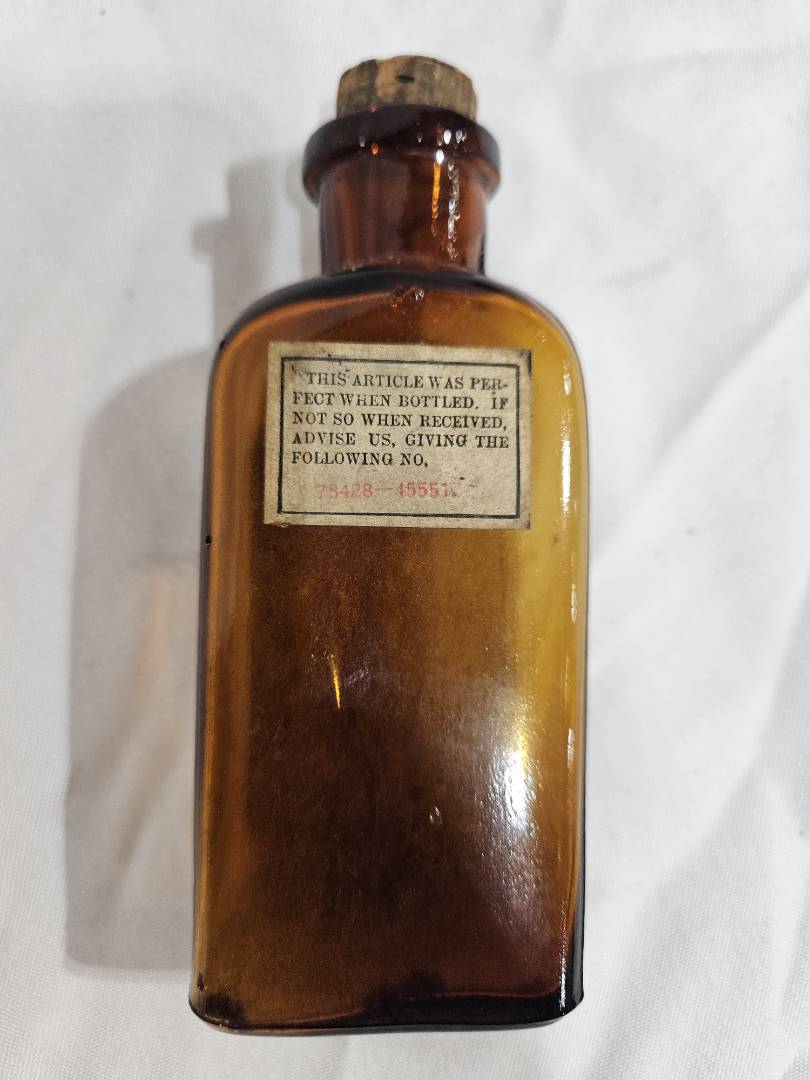 THIS ARTICLE WAS PER-
FECT WHEN BOTTLED. IF
NOT SO WHEN RECEIVED,
ADVISE US, GIVING THE
FOLLOWING NO.